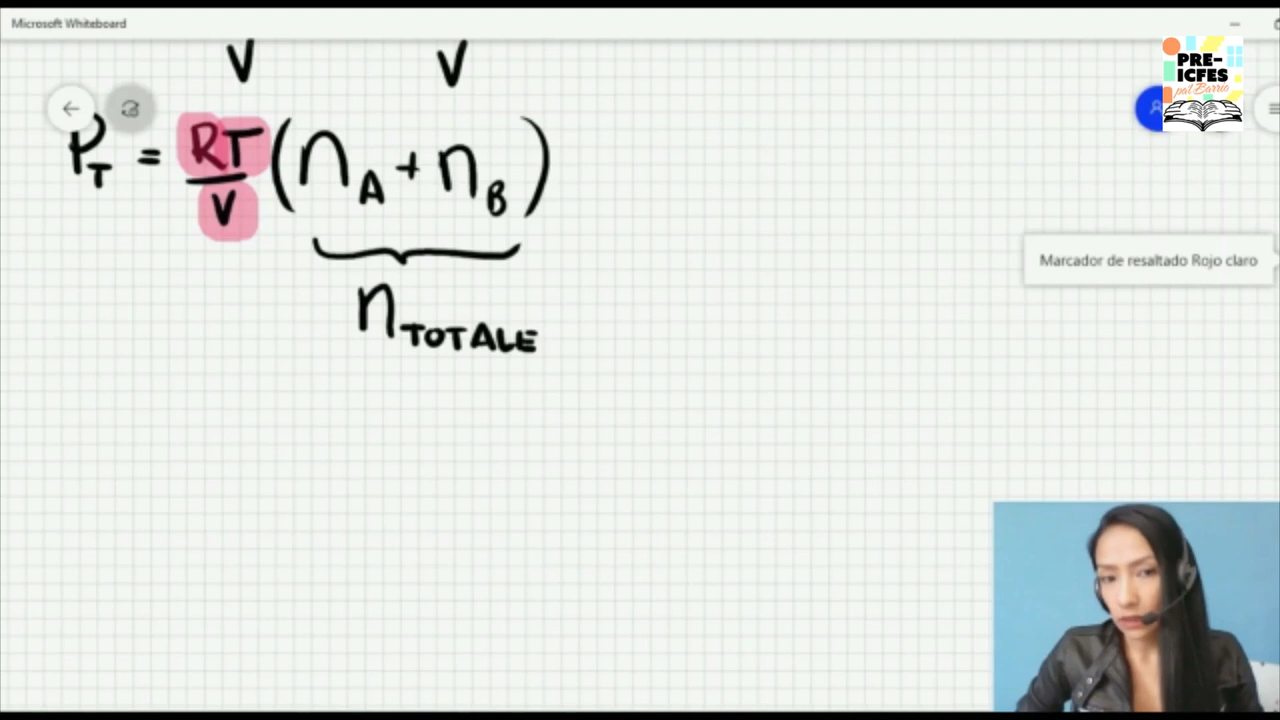 Microsoft Whiteboard
PRE-
ICFES
pal Barrio
V V
P_T = RT/V (n_A + n_B)
n_TOTALE
Marcador de resaltado Rojo claro